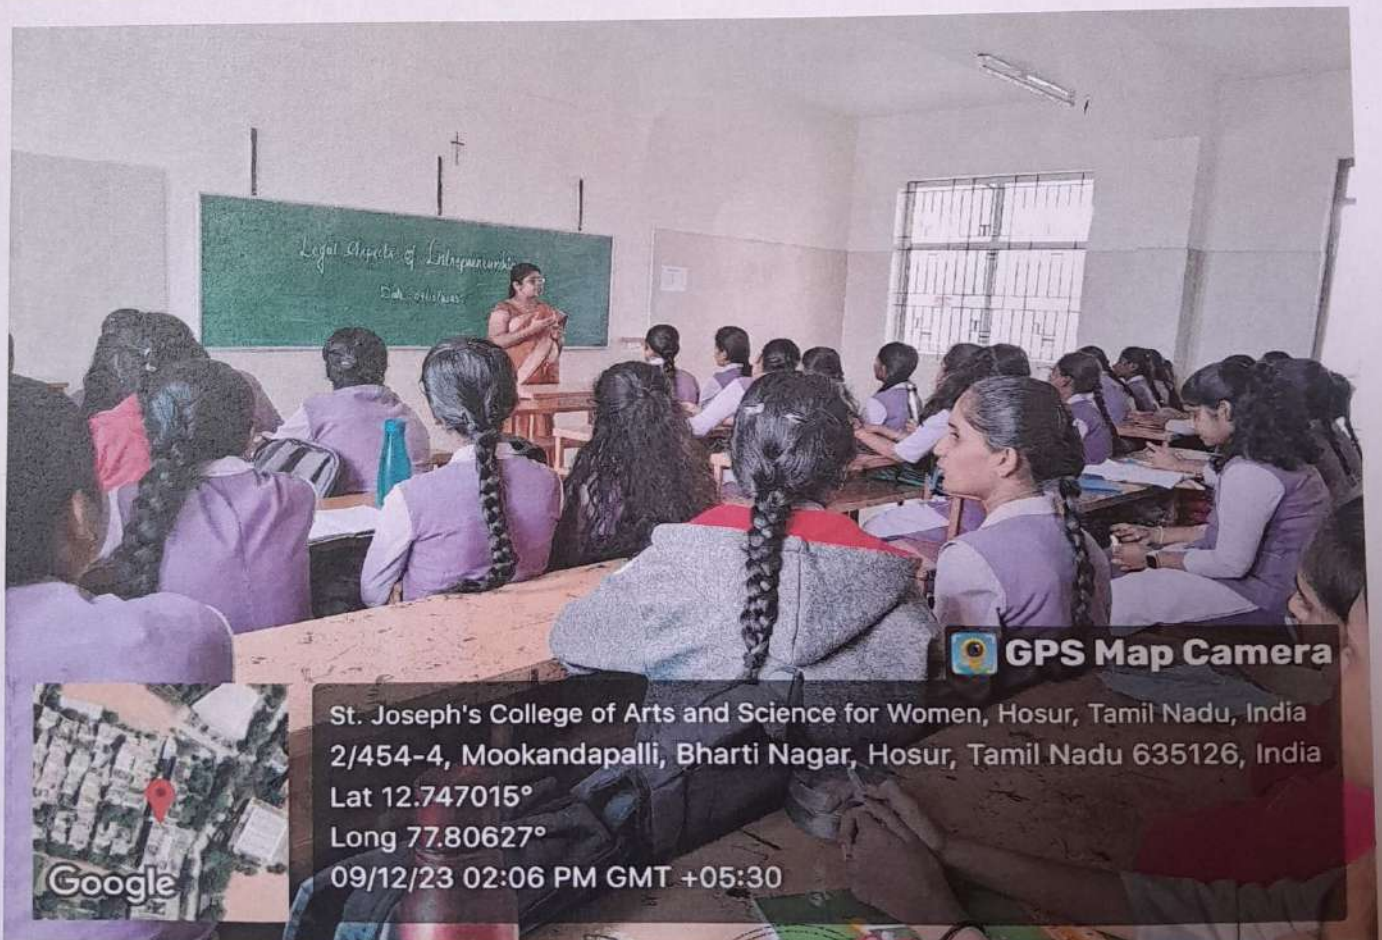 Legal Aspects of Entrepreneurship
GPS Map Camera
St. Joseph's College of Arts and Science for Women, Hosur, Tamil Nadu, India
2/454-4, Mookandapalli, Bharti Nagar, Hosur, Tamil Nadu 635126, India
Lat 12.747015°
Long 77.80627°
09/12/23 02:06 PM GMT +05:30
Google